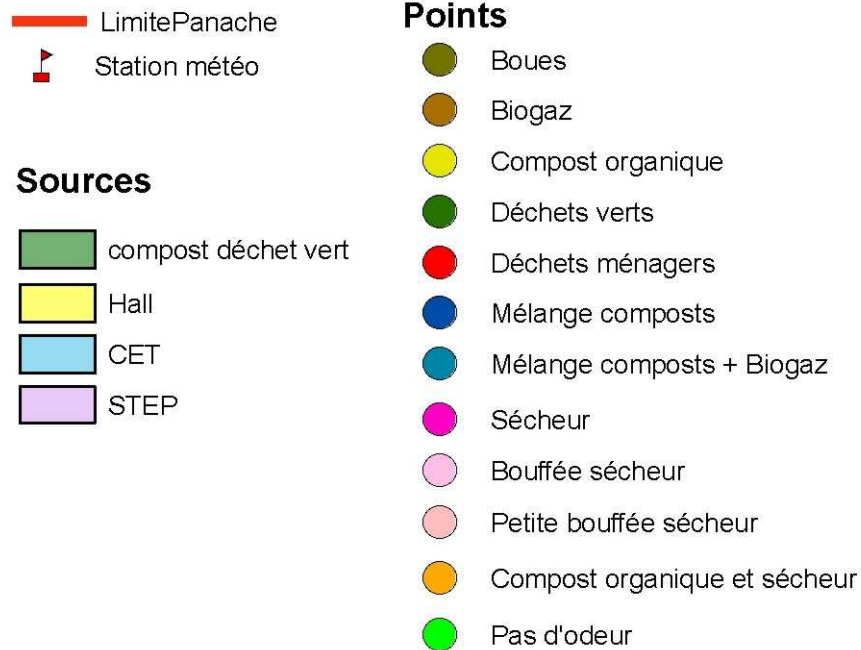 LimitePanache
Station météo
Sources
compost déchet vert
Hall
CET
STEP
Points
Boues
Biogaz
Compost organique
Déchets verts
Déchets ménagers
Mélange composts
Mélange composts + Biogaz
Sécheur
Bouffée sécheur
Petite bouffée sécheur
Compost organique et sécheur
Pas d'odeur